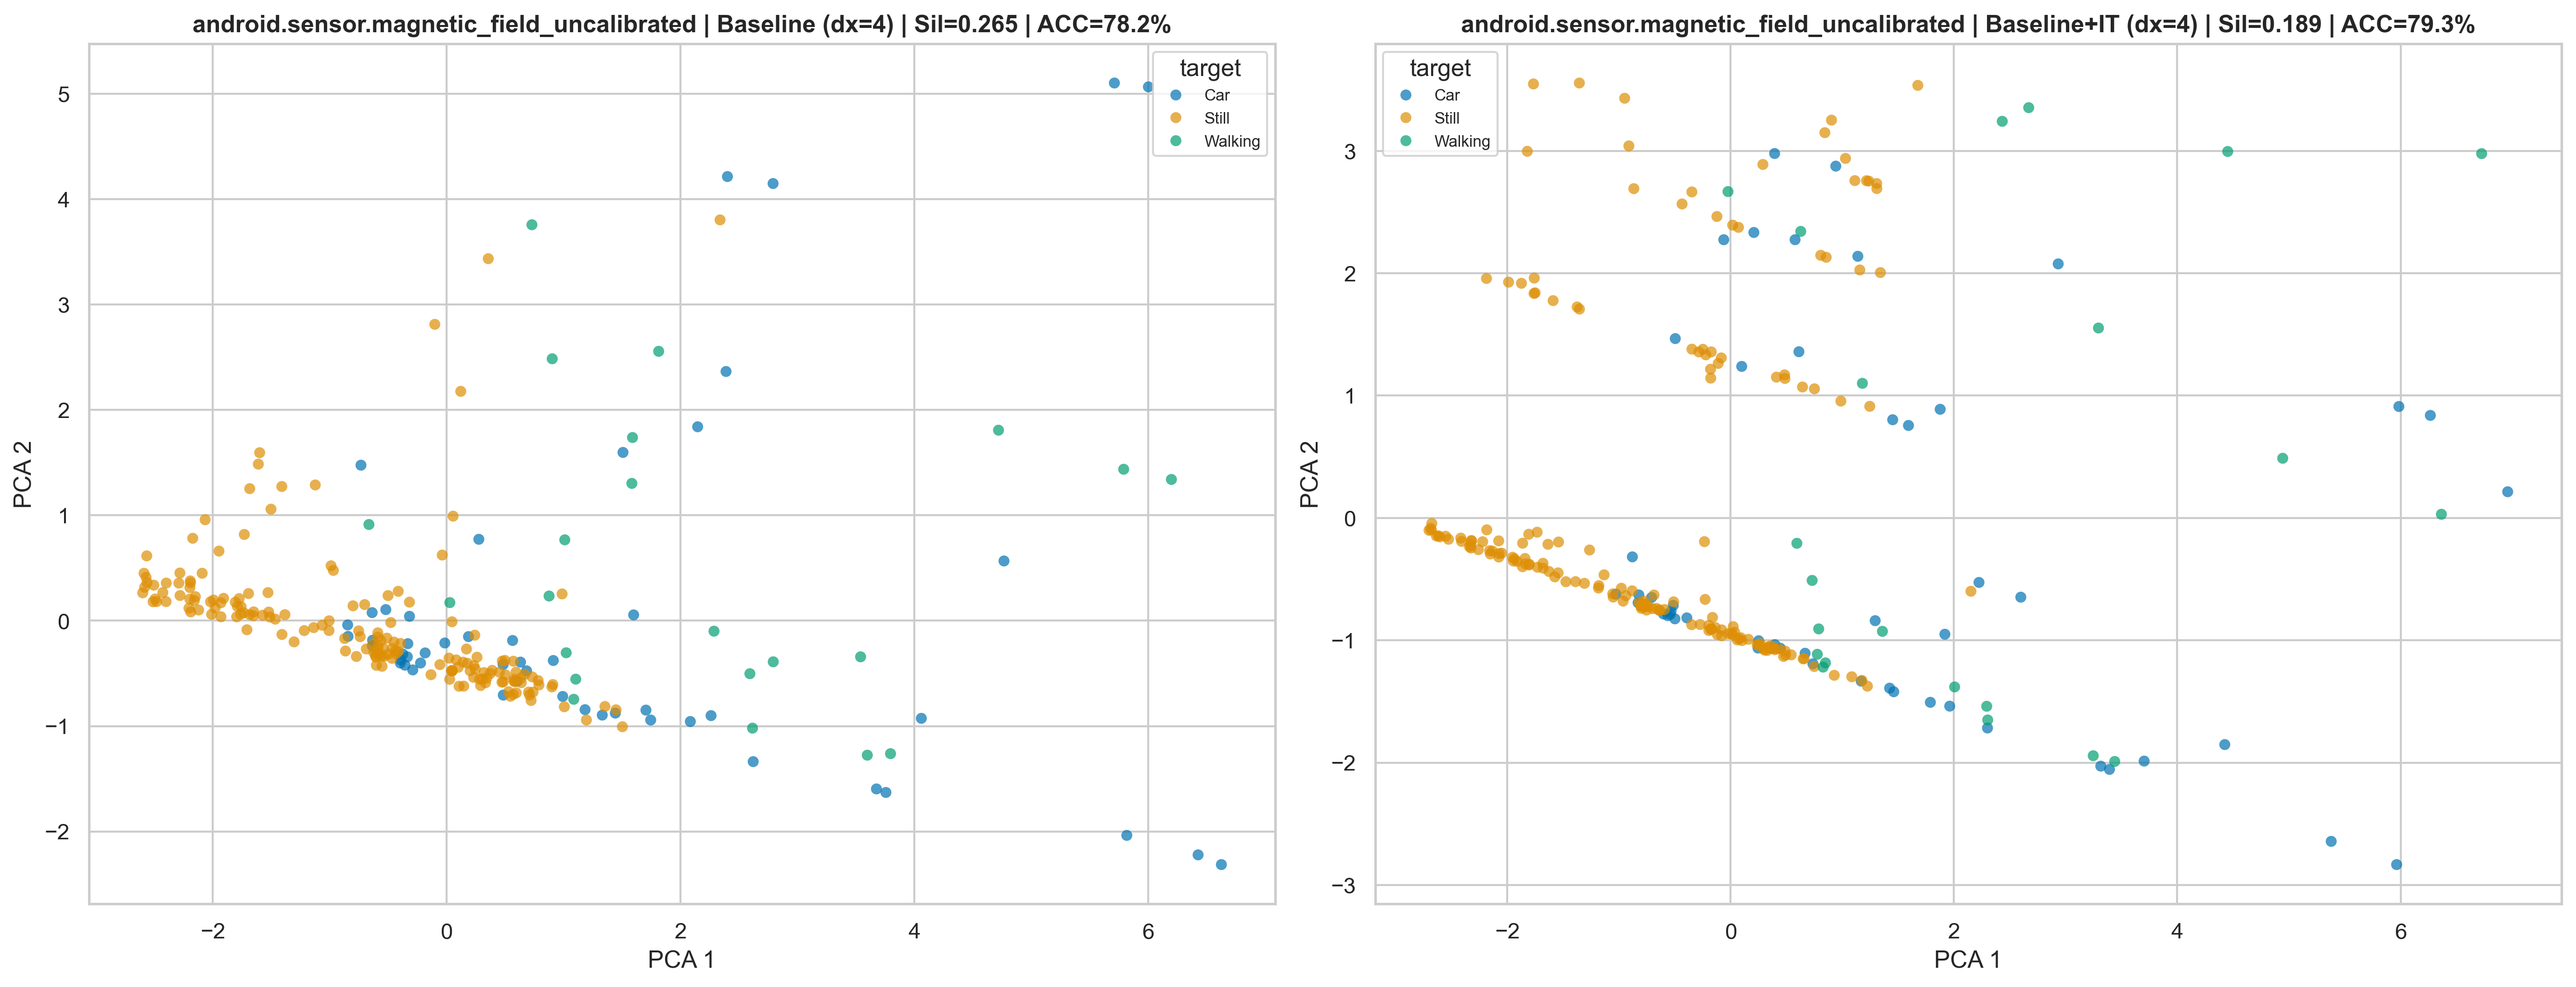 android.sensor.magnetic_field_uncalibrated | Baseline (dx=4) | Sil=0.265 | ACC=78.2%
target
Car
Still
Walking
5
4
3
2
1
0
−1
−2
PCA 2
−2
0
2
4
6
PCA 1
android.sensor.magnetic_field_uncalibrated | Baseline+IT (dx=4) | Sil=0.189 | ACC=79.3%
target
Car
Still
Walking
3
2
1
0
−1
−2
−3
PCA 2
−2
0
2
4
6
PCA 1